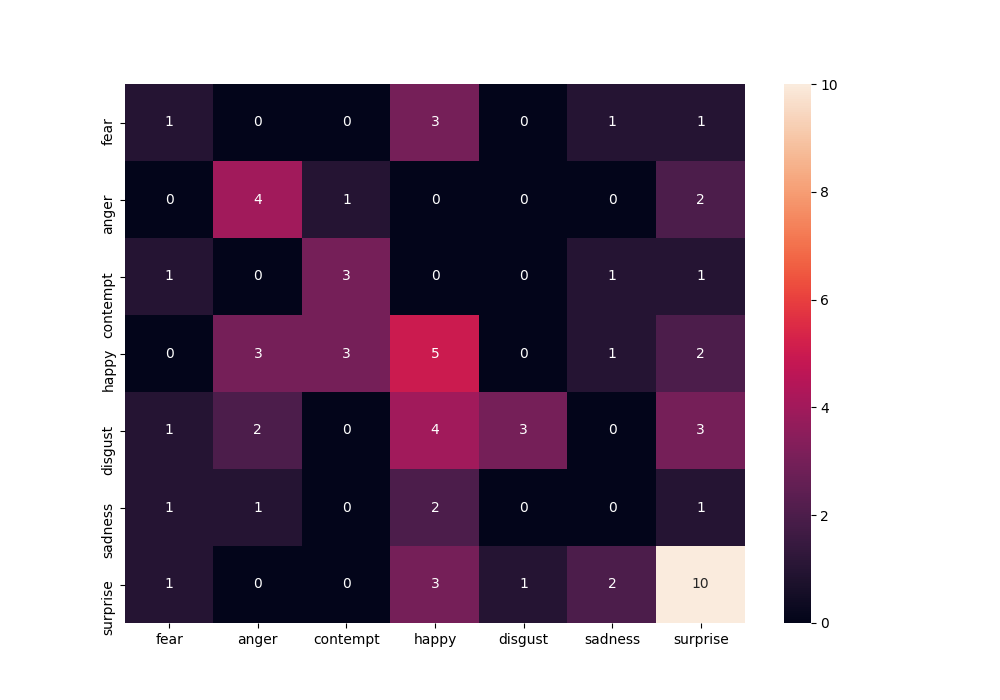 10
fear 1 0 0 3 0 1 1
8
anger 0 4 1 0 0 0 2
6
contempt 1 0 3 0 0 1 1
happy 0 3 3 5 0 1 2
4
disgust 1 2 0 4 3 0 3
2
sadness 1 1 0 2 0 0 1
surprise 1 0 0 3 1 2 10
0
fear anger contempt happy disgust sadness surprise